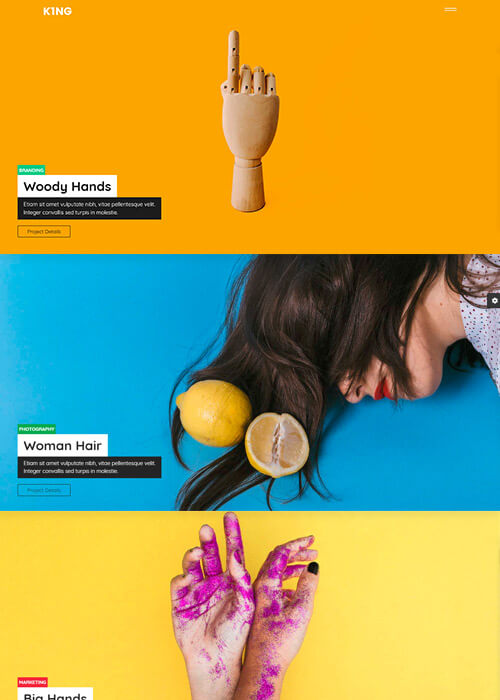 K1NG
BRANDING
Woody Hands
Etiam sit amet vulputate nibh, vitae pellentesque velit.
Integer convallis sed turpis in molestie.
Project Details
PHOTOGRAPHY
Woman Hair
Etiam sit amet vulputate nibh, vitae pellentesque velit.
Integer convallis sed turpis in molestie.
Project Details
MARKETING
Big Hands